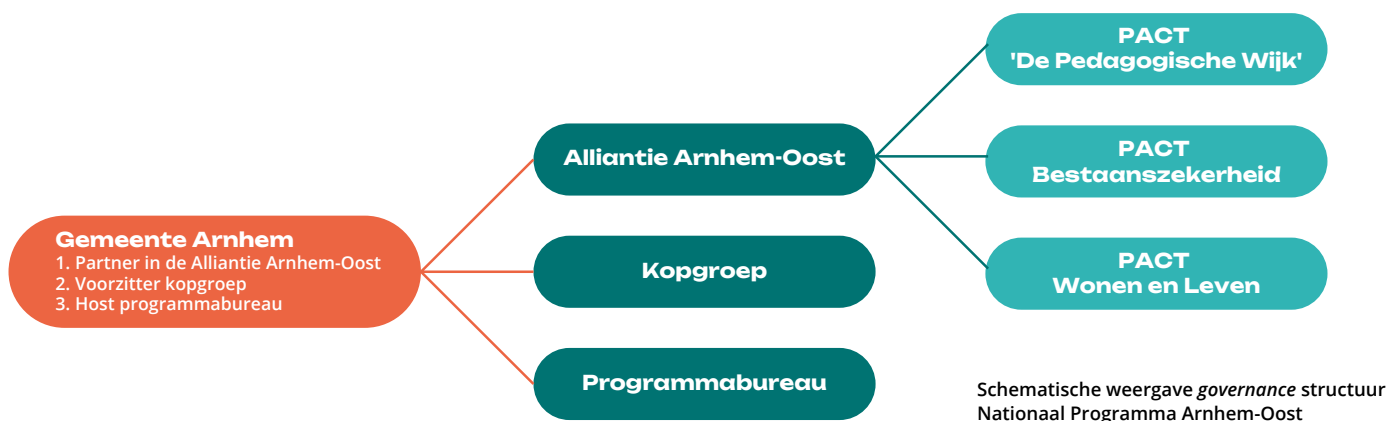 Gemeente Arnhem
1. Partner in de Alliantie Arnhem-Oost
2. Voorzitter kopgroep
3. Host programmabureau
Alliantie Arnhem-Oost
Kopgroep
Programmabureau
PACT
'De Pedagogische Wijk'
PACT
Bestaanszekerheid
PACT
Wonen en Leven
Schematische weergave governance structuur
Nationaal Programma Arnhem-Oost